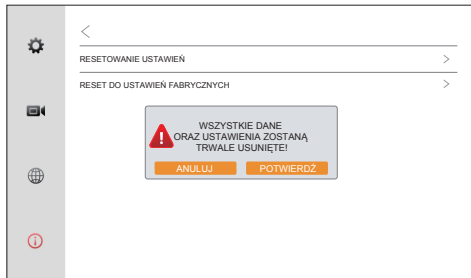 RESETOWANIE USTAWIEŃ
RESET DO USTAWIEŃ FABRYCZNYCH
WSZYSTKIE DANE
ORAZ USTAWIENIA ZOSTANĄ
TRWALE USUNIĘTE!
ANULUJ POTWIERDŹ